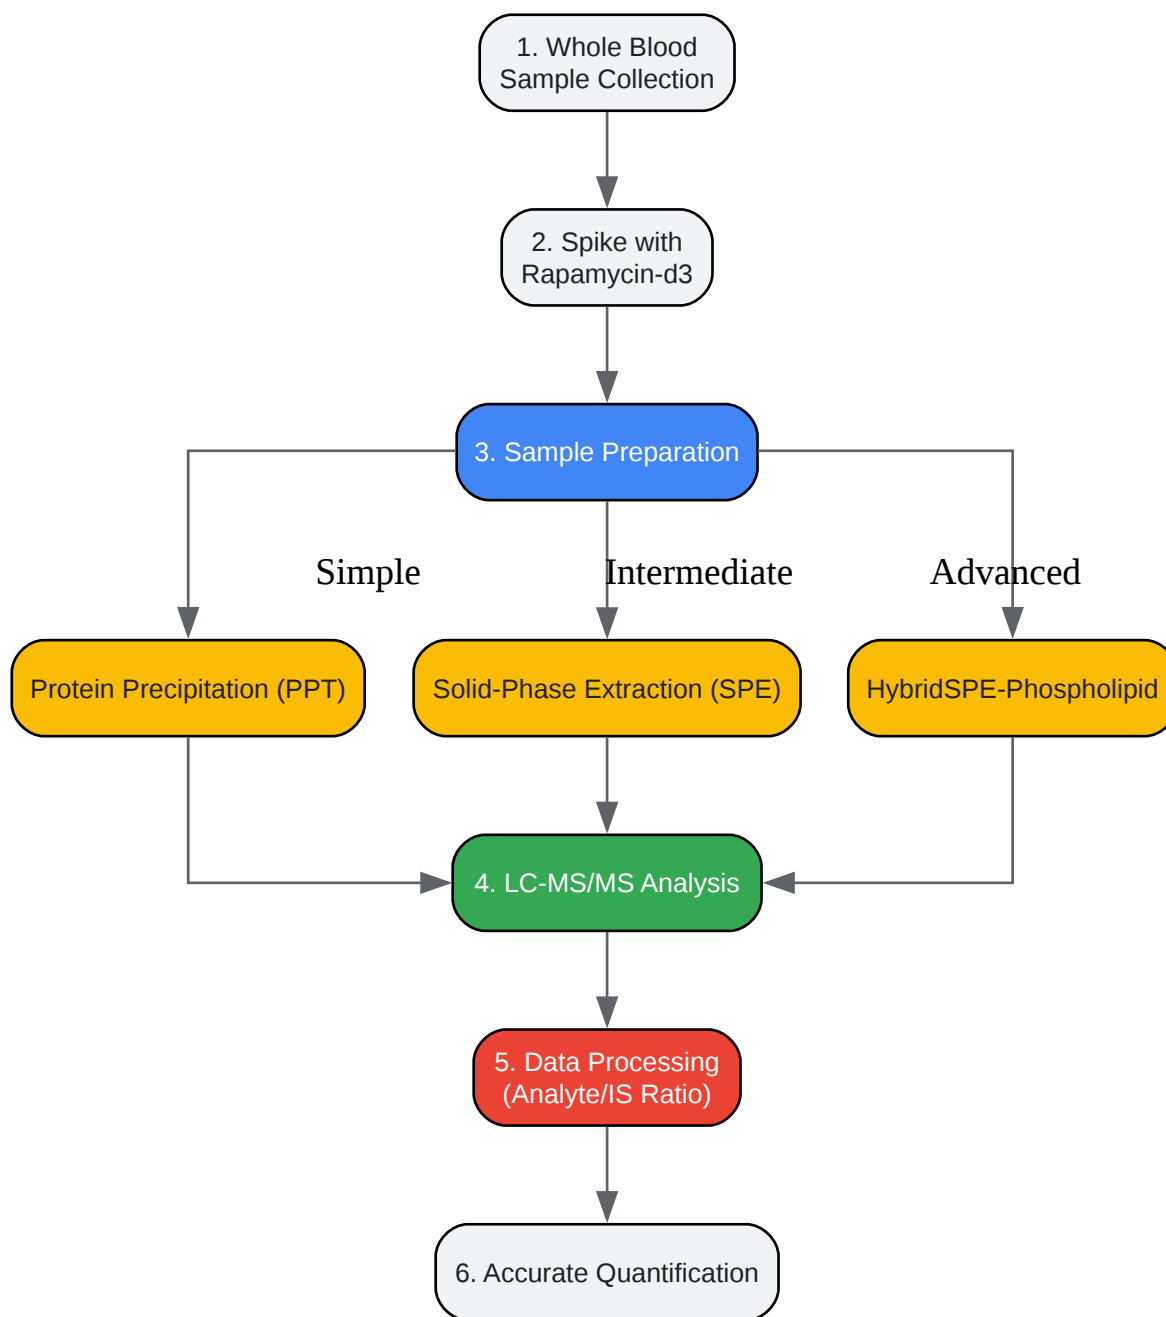 1. Whole Blood
Sample Collection
2. Spike with
Rapamycin-d3
3. Sample Preparation
Simple
Intermediate
Advanced
Protein Precipitation (PPT)
Solid-Phase Extraction (SPE)
HybridSPE-Phospholipid
4. LC-MS/MS Analysis
5. Data Processing
(Analyte/IS Ratio)
6. Accurate Quantification